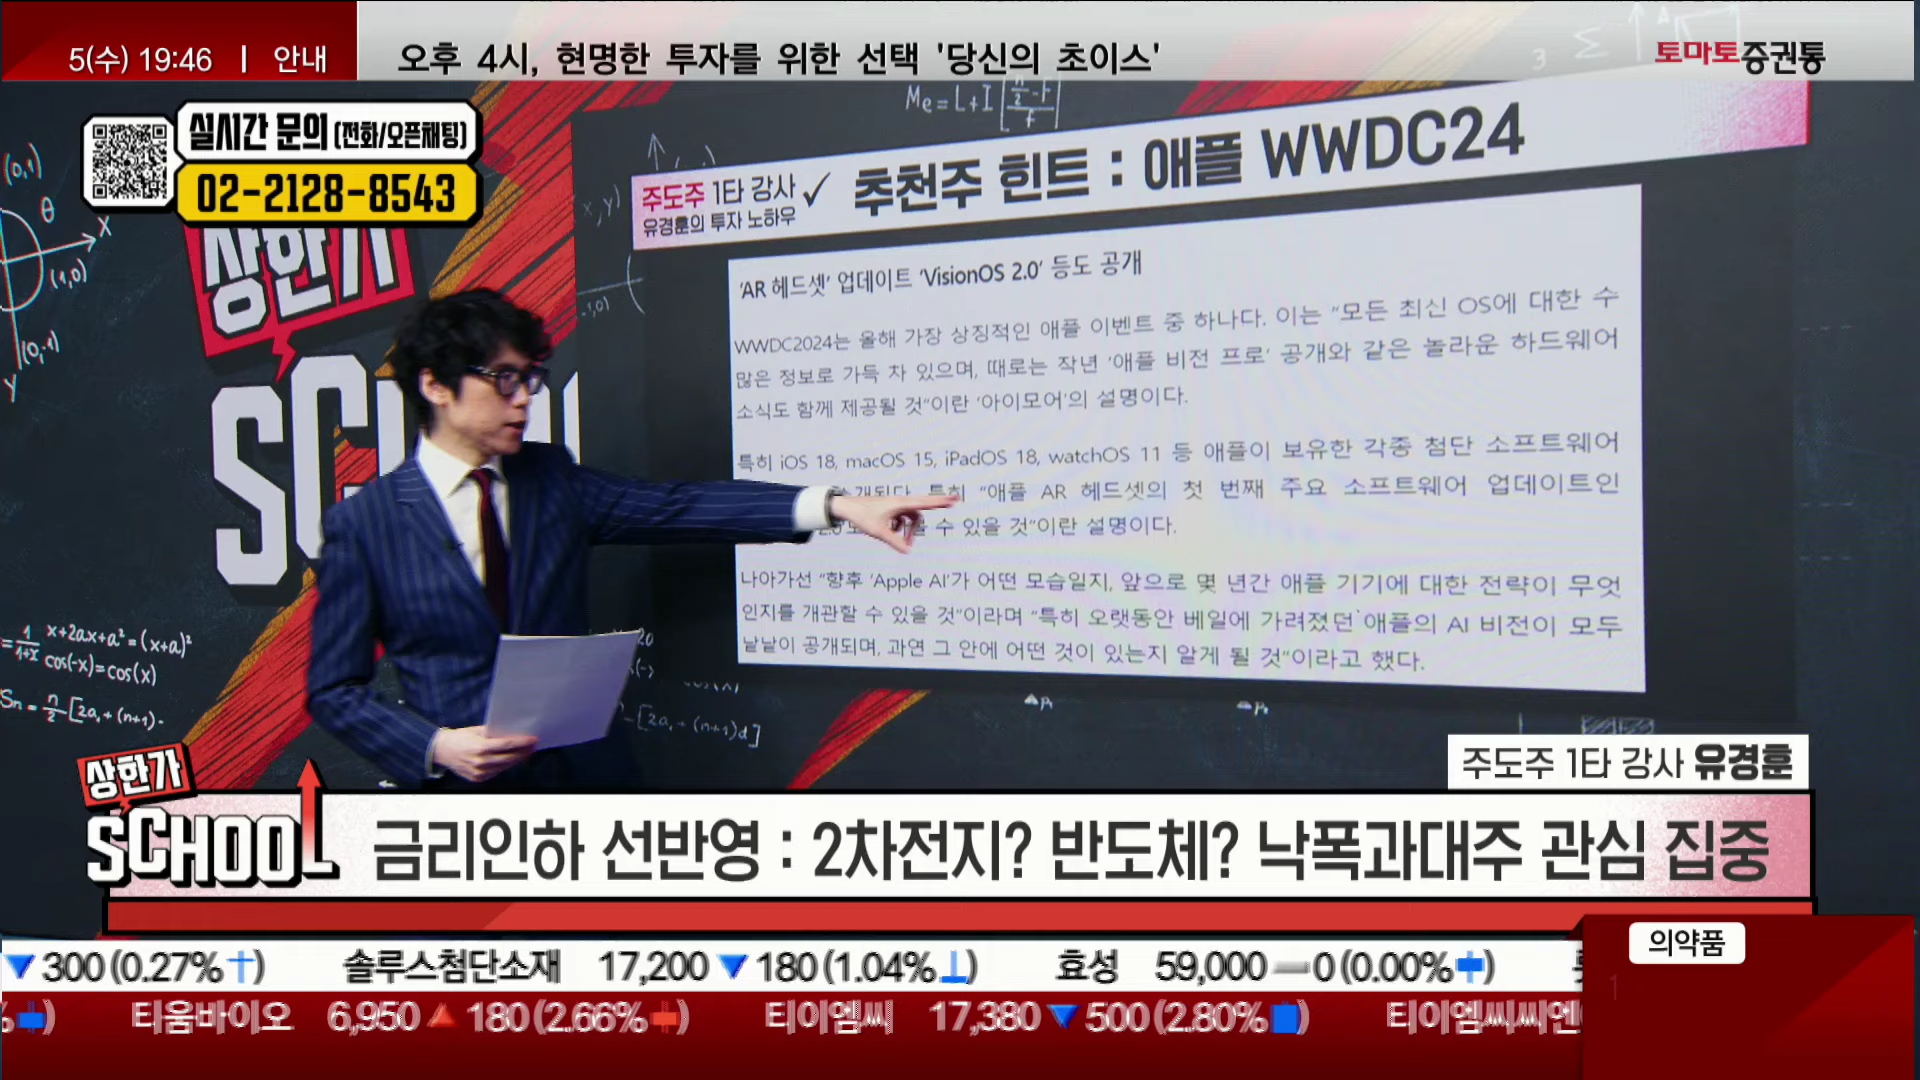 5(수) 19:46 | 안내
오후 4시, 현명한 투자를 위한 선택 '당신의 초이스'
토마토증권통
실시간 문의 (전화/오픈채팅)
02-2128-8543
상한가
주도주 1타 강사
유경훈의 투자 노하우
추천주 힌트 : 애플 WWDC24
'AR 헤드셋' 업데이트 'VisionOS 2.0' 등도 공개
WWDC2024는 올해 가장 상징적인 애플 이벤트 중 하나다. 이는 "모든 최신 OS에 대한 수
많은 정보로 가득 차 있으며, 때로는 작년 '애플 비전 프로' 공개와 같은 놀라운 하드웨어
소식도 함께 제공될 것"이란 '아이모어'의 설명이다.
특히 iOS 18, macOS 15, iPadOS 18, watchOS 11 등 애플이 보유한 각종 첨단 소프트웨어
특히 "애플 AR 헤드셋의 첫 번째 주요 소프트웨어 업데이트인
수 있을 것"이란 설명이다.
나아가선 "향후 'Apple AI'가 어떤 모습일지, 앞으로 몇 년간 애플 기기에 대한 전략이 무엇
인지를 개관할 수 있을 것"이라며 "특히 오랫동안 베일에 가려졌던 애플의 AI 비전이 모두
낱낱이 공개되며, 과연 그 안에 어떤 것이 있는지 알게 될 것"이라고 했다.
주도주 1타 강사 유경훈
상한가
SCHOOL
금리인하 선반영 : 2차전지? 반도체? 낙폭과대주 관심 집중
의약품
▼ 300 (0.27%) 솔루스첨단소재 17,200 ▼ 180 (1.04%) 효성 59,000 — 0 (0.00%)
티움바이오 6,950 ▲ 180 (2.66%) 티이엠씨 17,380 ▼ 500 (2.80%) 티이엠씨씨엔